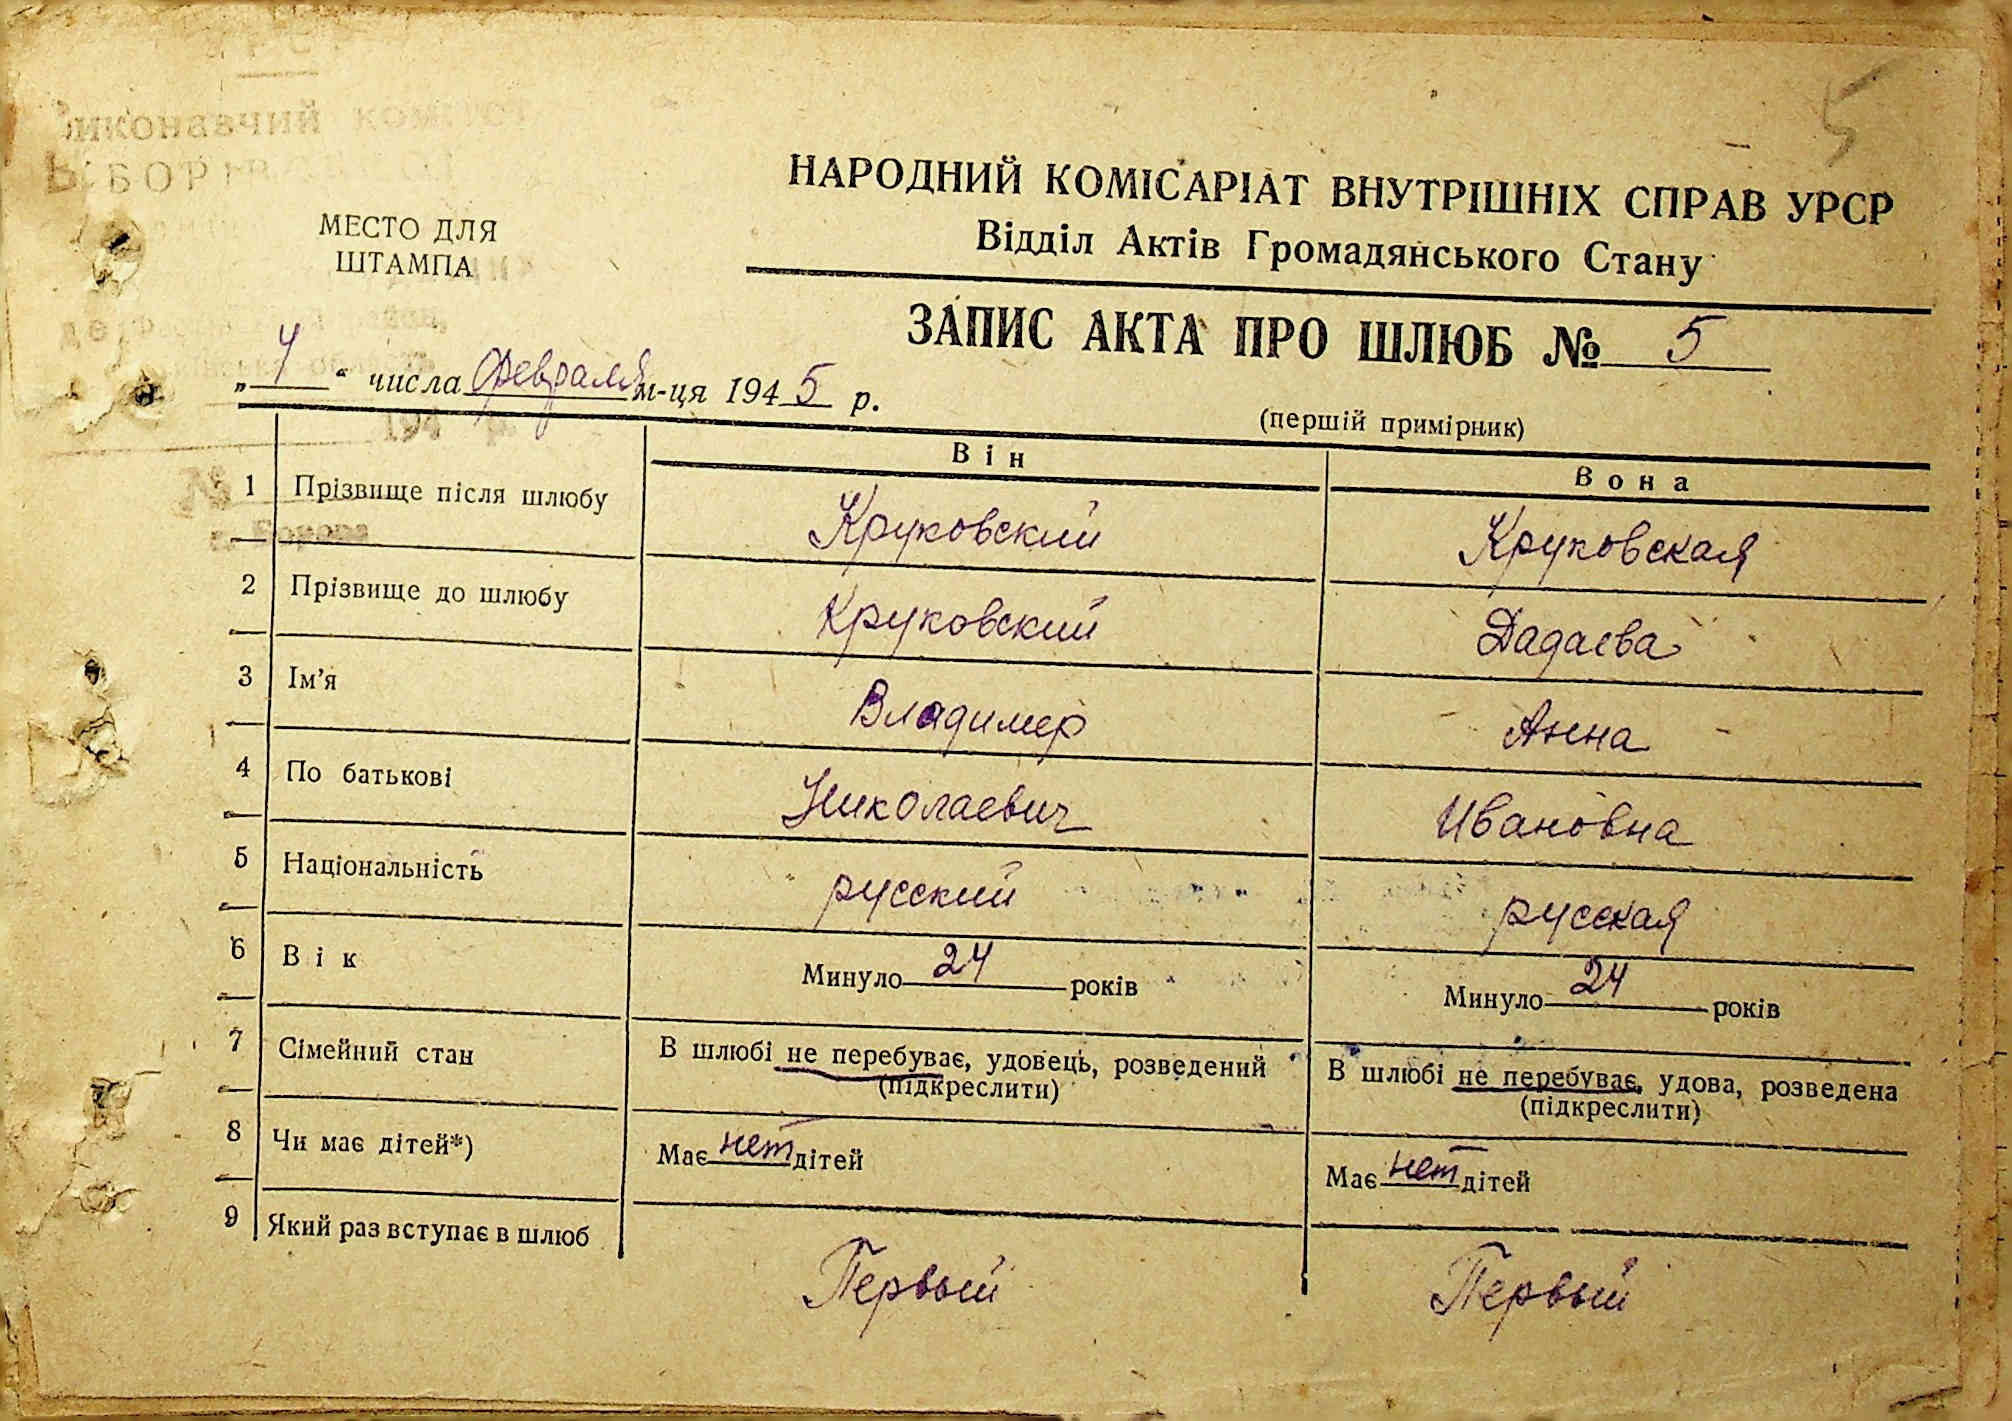 5
МЕСТО ДЛЯ
ШТАМПА
НАРОДНИЙ КОМІСАРІАТ ВНУТРІШНІХ СПРАВ УРСР
Відділ Актів Громадянського Стану
ЗАПИС АКТА ПРО ШЛЮБ № 5
„4“ числа Февраля м-ця 1945 р.
(першій примірник)
Він Вона
1 Прізвище після шлюбу Круковский Круковская
2 Прізвище до шлюбу Круковский Дадаева
3 Ім'я Владимер Анна
4 По батькові Николаевич Ивановна
5 Національність русский русская
6 Вік Минуло 24 років Минуло 24 років
7 Сімейний стан В шлюбі не перебуває, удовець, розведений В шлюбі не перебуває, удова, розведена
(підкреслити) (підкреслити)
8 Чи має дітей*) Має нет дітей Має нет дітей
9 Який раз вступає в шлюб Первый Первый